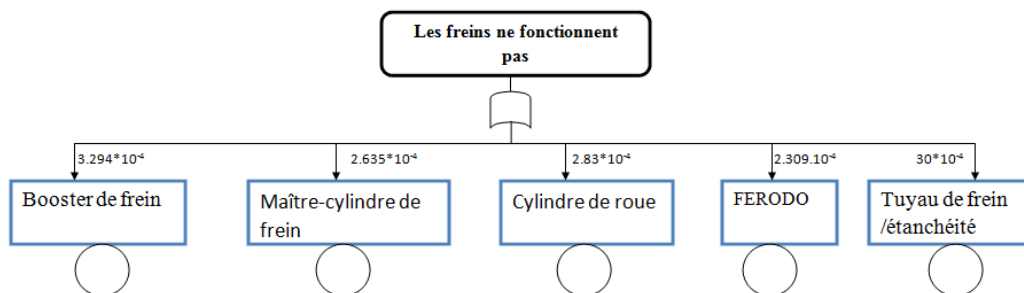 Les freins ne fonctionnent
pas
3.294*10⁻⁴
2.635*10⁻⁴
2.83*10⁻⁴
2.309.10⁻⁴
30*10⁻⁴
Booster de frein
Maître-cylindre de
frein
Cylindre de roue
FERODO
Tuyau de frein
/étanchéité